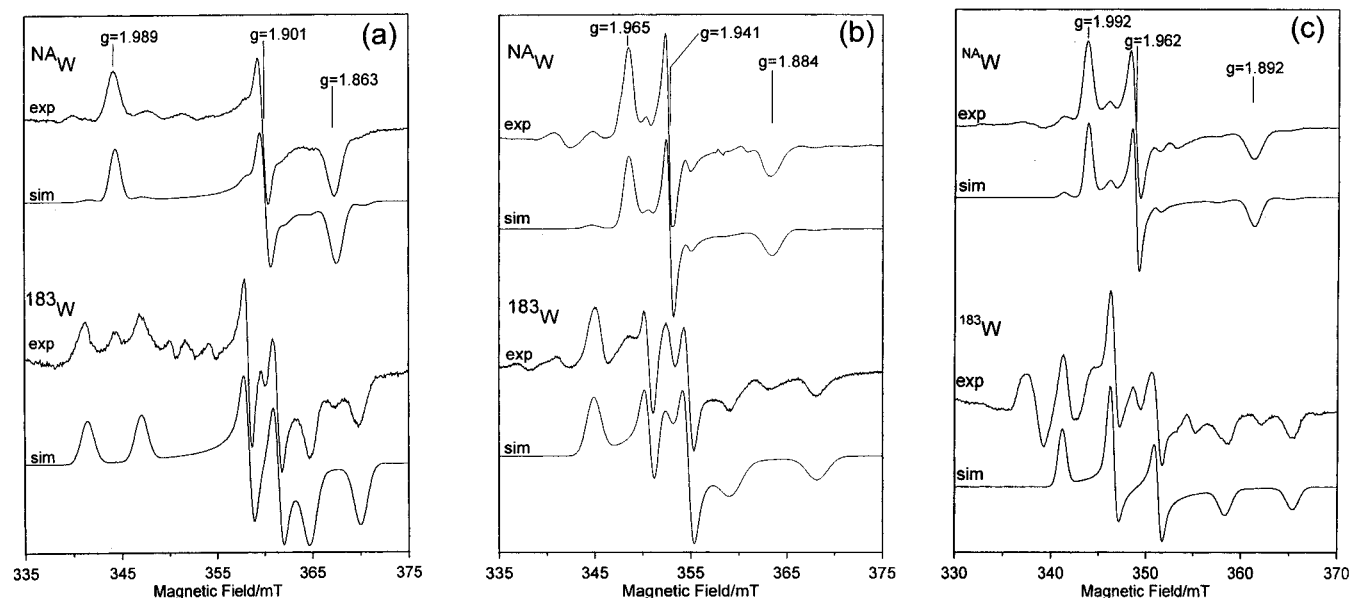 (a)
g=1.989
g=1.901
g=1.863
NAW
exp
sim
183W
exp
sim
335 345 355 365 375
Magnetic Field/mT
(b)
g=1.965
g=1.941
g=1.884
NAW
exp
sim
183W
exp
sim
335 345 355 365 375
Magnetic Field/mT
(c)
g=1.992
g=1.962
g=1.892
NAW
exp
sim
183W
exp
sim
330 340 350 360 370
Magnetic Field/mT